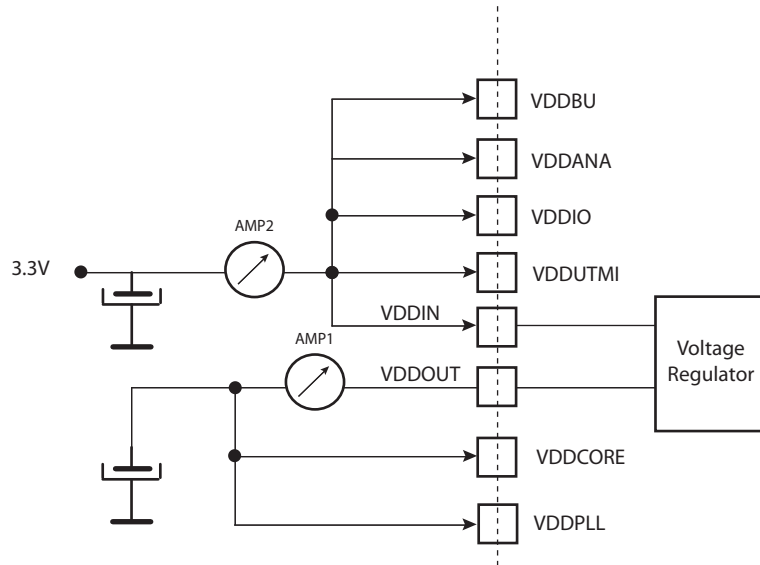 VDDBU
VDDANA
VDDIO
AMP2
3.3V
VDDUTMI
VDDIN
AMP1
VDDOUT
Voltage
Regulator
VDDCORE
VDDPLL